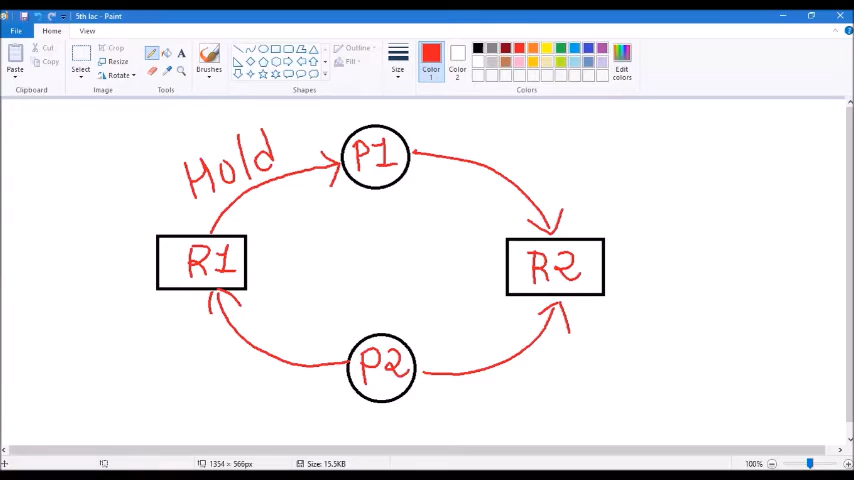 5th lac - Paint
File
Home
View
Paste
Cut
Copy
Clipboard
Select
Crop
Resize
Rotate
Image
A
Tools
Brushes
Shapes
Outline
Fill
Size
Color
1
Color
2
Colors
Edit
colors
Hold
P1
R1
R2
P2
1354 × 566px
Size: 15.5KB
100%